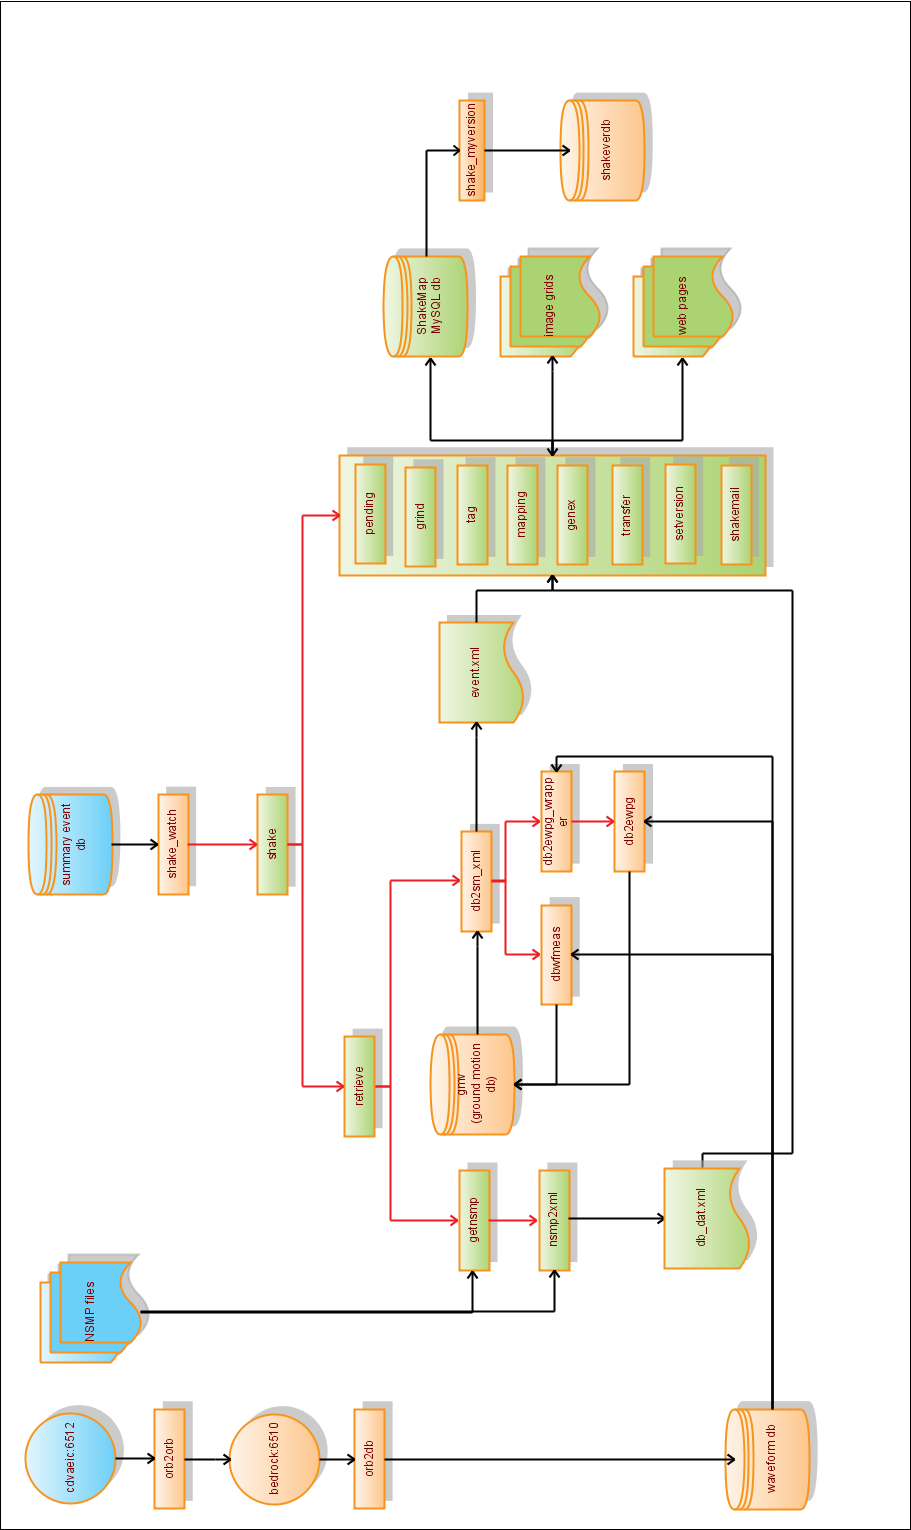 cdvaeic:6512
orb2orb
bedrock:6510
orb2db
waveform db
NSMP files
getnsmp
nsmp2xml
db_dat.xml
retrieve
gmv
(ground motion
db)
summary event
db
shake_watch
shake
db2sm_xml
dbwfmeas
db2ewpg_wrapp
er
db2ewpg
event.xml
pending
grind
tag
mapping
genex
transfer
setversion
shakemail
ShakeMap
MySQL db
image grids
web pages
shake_myversion
shakeverdb